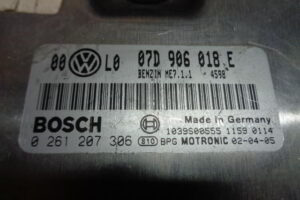 00 VW L0 07D 906 018 E
BENZIN ME7.1.1 4598
Made in Germany
BOSCH
1039S00555 1159 0114
0 261 207 306 S10 BPG MOTRONIC 02-04-05